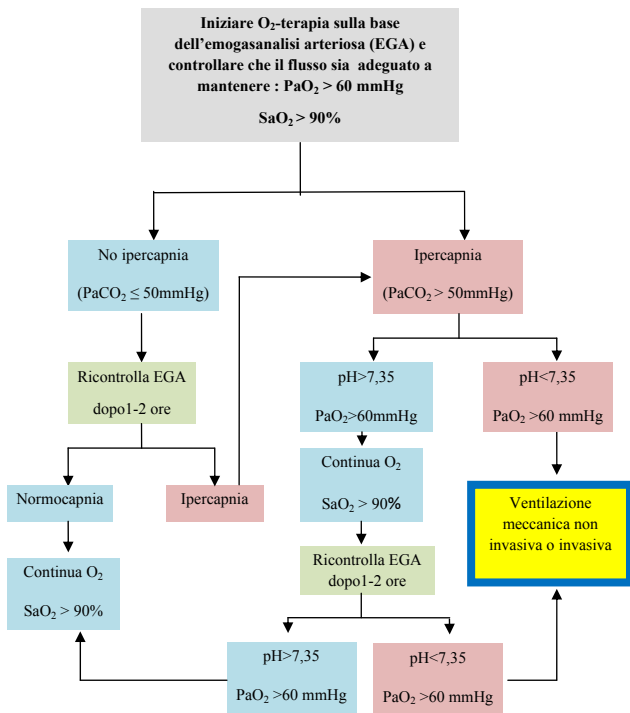 Iniziare O₂-terapia sulla base
dell'emogasanalisi arteriosa (EGA) e
controllare che il flusso sia adeguato a
mantenere : PaO₂ > 60 mmHg
SaO₂ > 90%
No ipercapnia
(PaCO₂ ≤ 50mmHg)
Ipercapnia
(PaCO₂ > 50mmHg)
Ricontrolla EGA
dopo1-2 ore
pH>7,35
PaO₂>60mmHg
pH<7,35
PaO₂>60 mmHg
Normocapnia
Ipercapnia
Continua O₂
SaO₂ > 90%
Ventilazione
meccanica non
invasiva o invasiva
Continua O₂
SaO₂ > 90%
Ricontrolla EGA
dopo1-2 ore
pH>7,35
PaO₂ >60 mmHg
pH<7,35
PaO₂ >60 mmHg